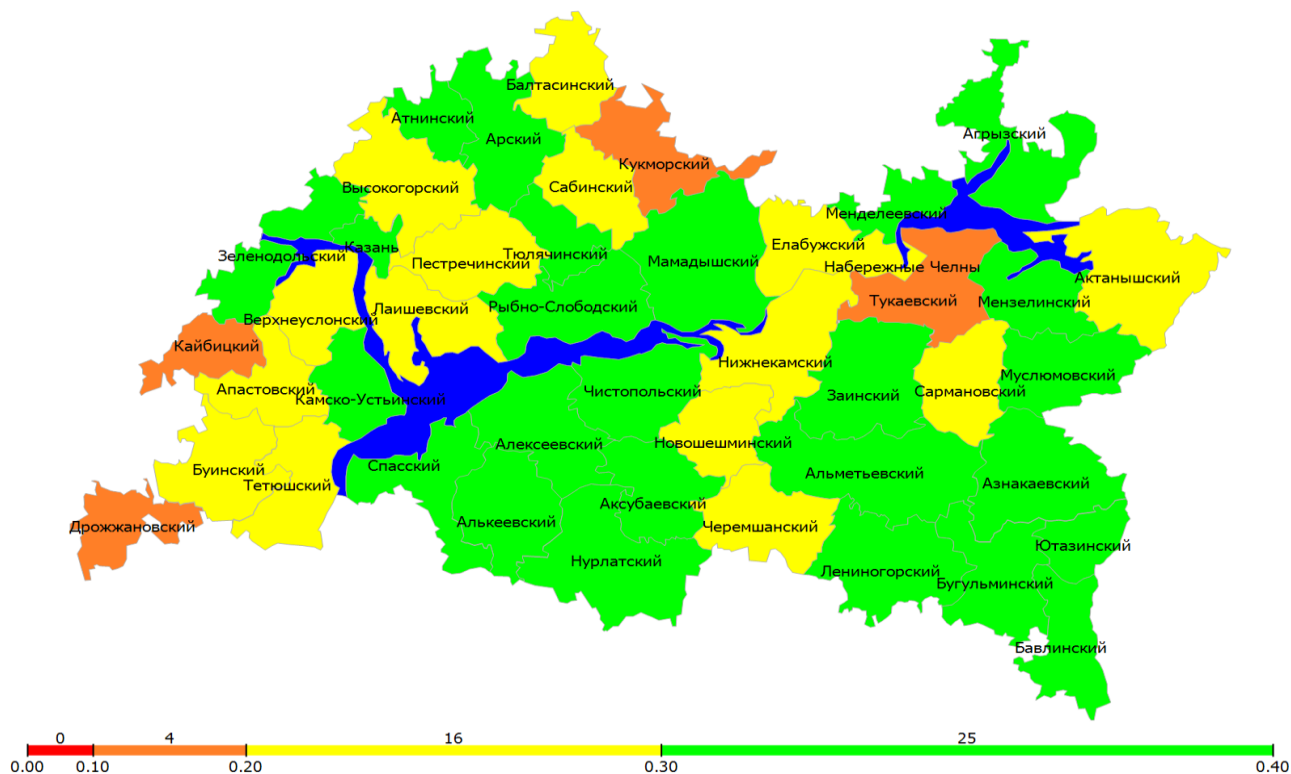 Балтасинский
Атнинский
Арский
Агрызский
Кукморский
Высокогорский
Сабинский
Менделеевский
Казань
Елабужский
Зеленодольский
Тюлячинский
Пестречинский
Мамадышский
Набережные Челны
Актанышский
Тукаевский
Мензелинский
Рыбно-Слободский
Лаишевский
Верхнеуслонский
Кайбицкий
Нижнекамский
Муслюмовский
Апастовский
Чистопольский
Сармановский
Заинский
Камско-Устьинский
Алексеевский
Новошешминский
Спасский
Буинский
Альметьевский
Азнакаевский
Тетюшский
Аксубаевский
Алькеевский
Дрожжановский
Черемшанский
Ютазинский
Нурлатский
Лениногорский
Бугульминский
Бавлинский
0 4 16 25
0.00 0.10 0.20 0.30 0.40